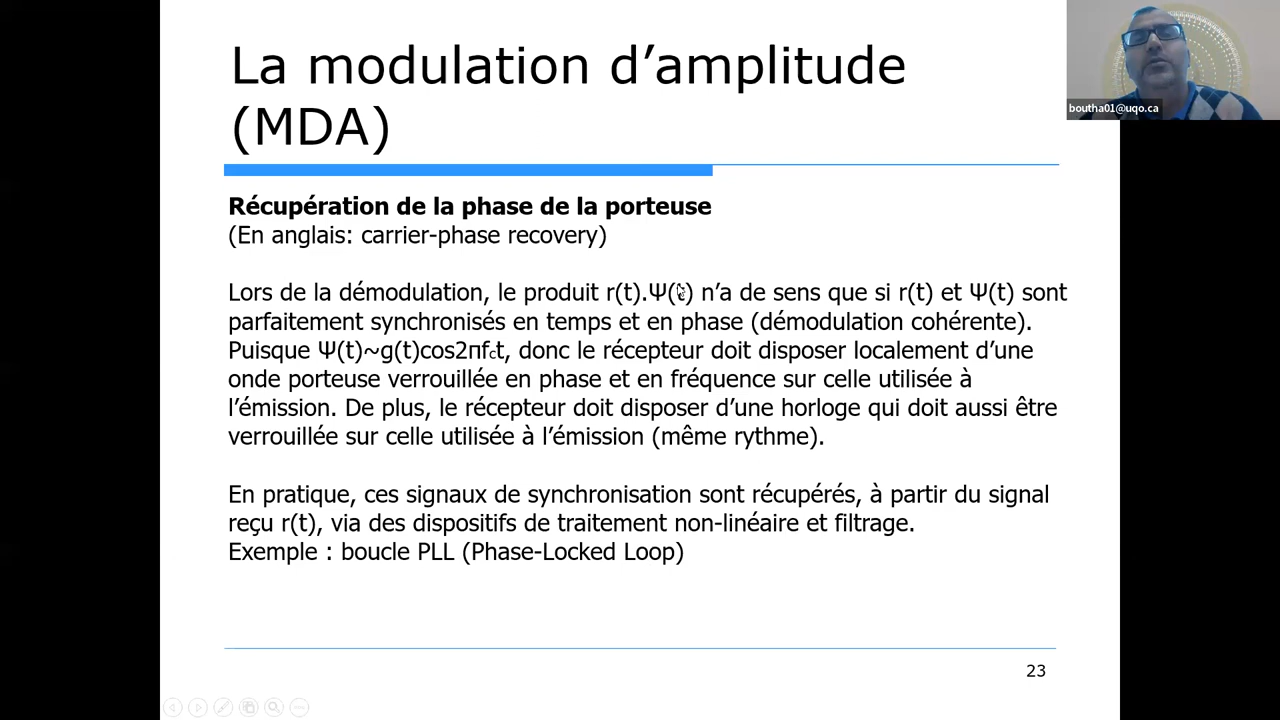 La modulation d’amplitude
(MDA)
boutha01@uqo.ca
Récupération de la phase de la porteuse
(En anglais: carrier-phase recovery)
Lors de la démodulation, le produit r(t).Ψ(t) n’a de sens que si r(t) et Ψ(t) sont
parfaitement synchronisés en temps et en phase (démodulation cohérente).
Puisque Ψ(t)~g(t)cos2πfct, donc le récepteur doit disposer localement d’une
onde porteuse verrouillée en phase et en fréquence sur celle utilisée à
l’émission. De plus, le récepteur doit disposer d’une horloge qui doit aussi être
verrouillée sur celle utilisée à l’émission (même rythme).
En pratique, ces signaux de synchronisation sont récupérés, à partir du signal
reçu r(t), via des dispositifs de traitement non-linéaire et filtrage.
Exemple : boucle PLL (Phase-Locked Loop)
23